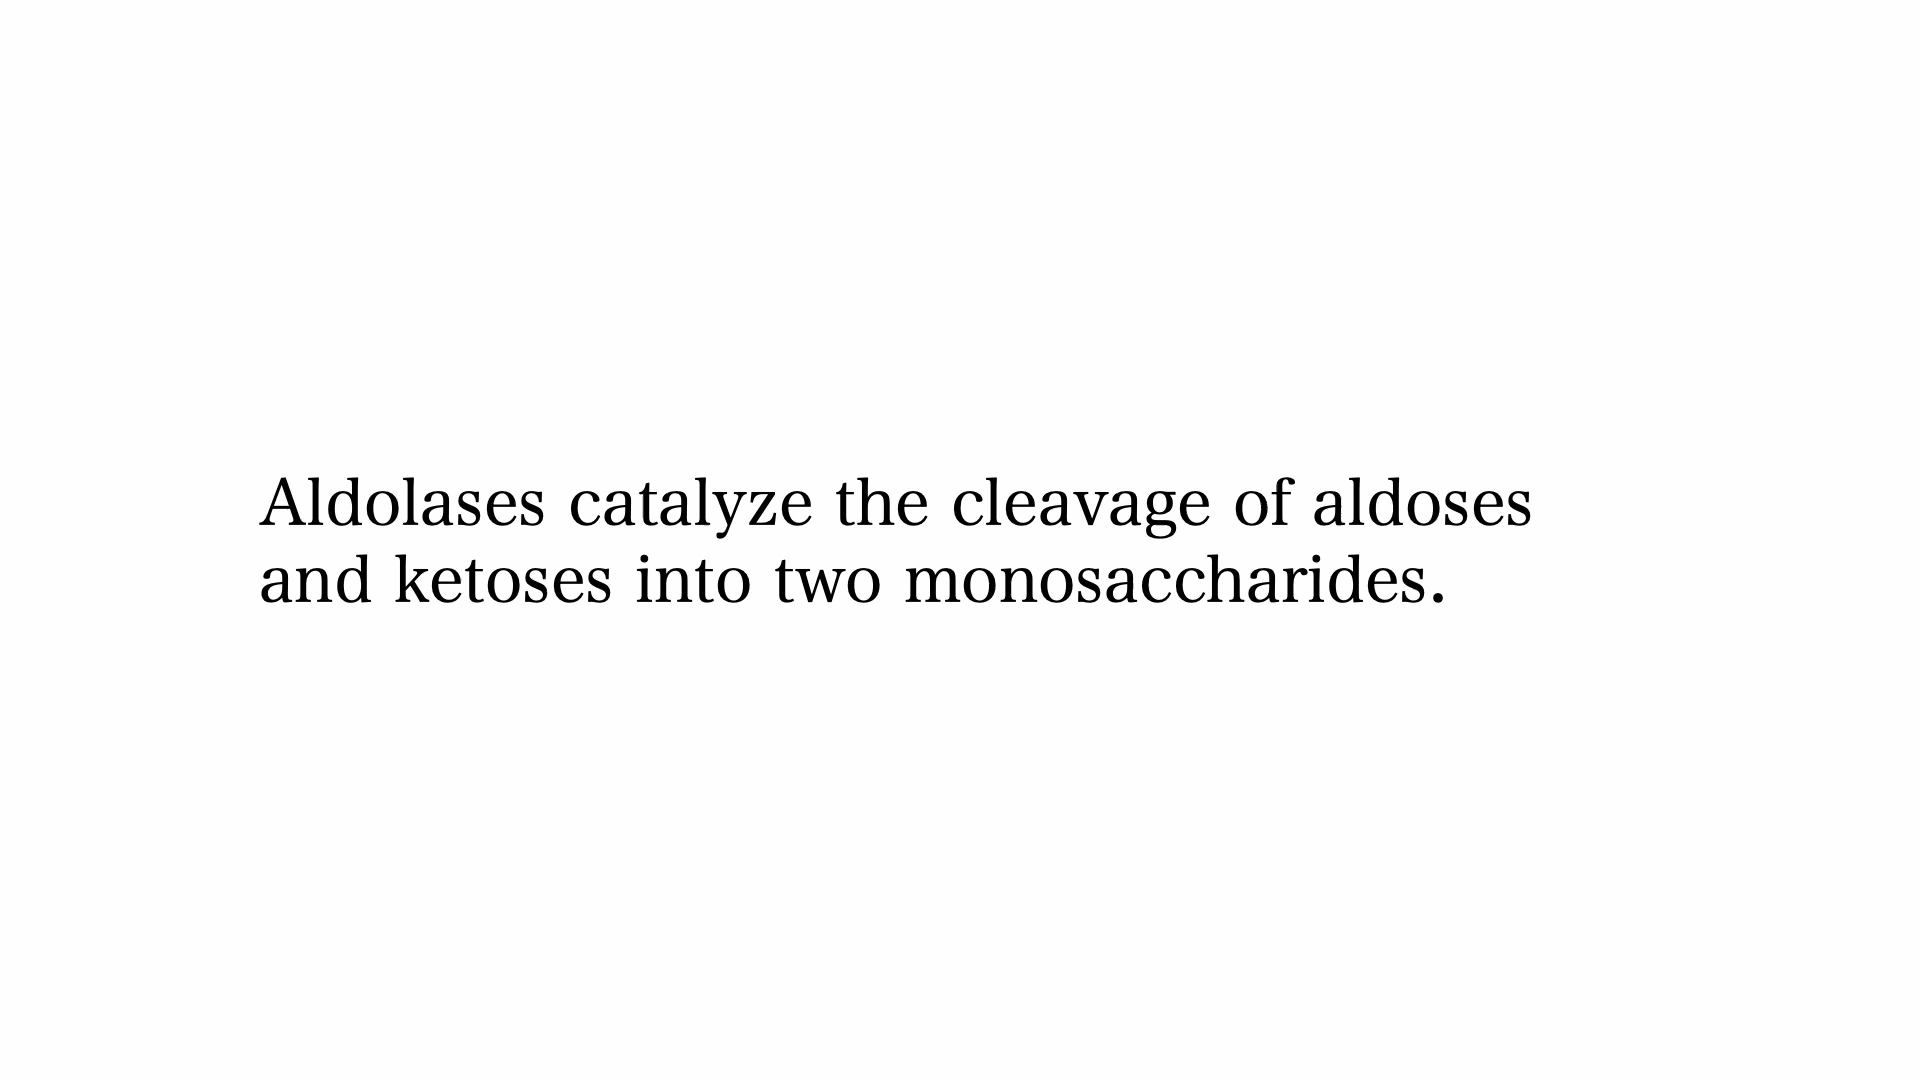 Aldolases catalyze the cleavage of aldoses
and ketoses into two monosaccharides.